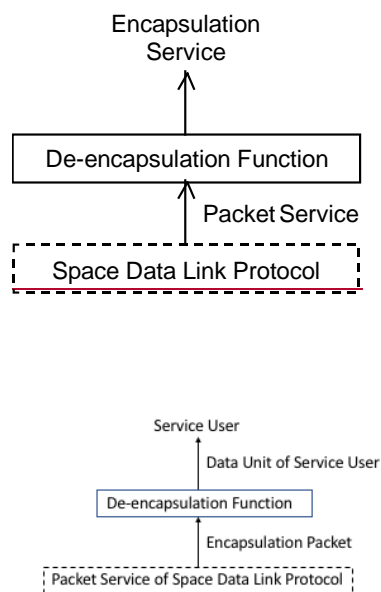 Encapsulation
Service
De-encapsulation Function
Packet Service
Space Data Link Protocol
Service User
Data Unit of Service User
De-encapsulation Function
Encapsulation Packet
Packet Service of Space Data Link Protocol